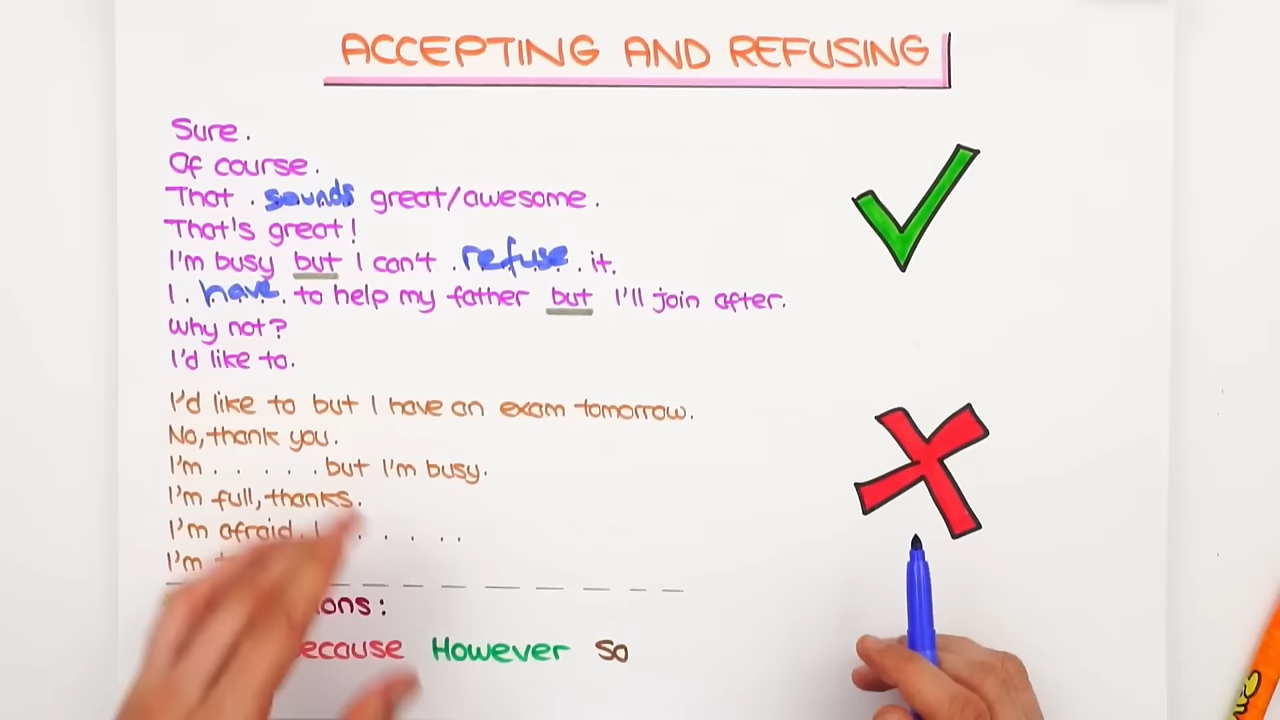 ACCEPTING AND REFUSING
Sure.
Of course.
That . sounds great/awesome.
That's great!
I'm busy but I can't . refuse . it.
I . have . to help my father but I'll join after.
Why not?
I'd like to.
I'd like to but I have an exam tomorrow.
No, thank you.
I'm . . . . . but I'm busy.
I'm full, thanks.
I'm afraid, I . . . . .
I'm
However So